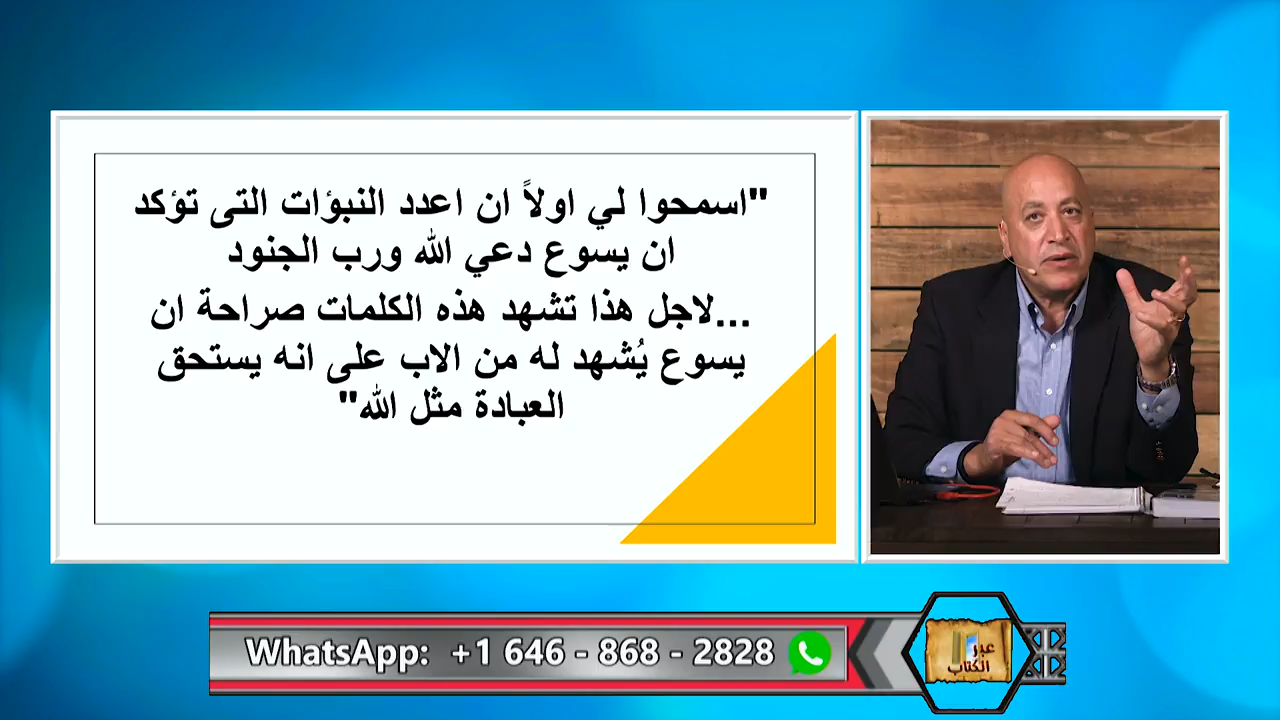 "اسمحوا لي اولاً ان اعدد النبؤات التى تؤكد
ان يسوع دعي الله ورب الجنود
...لاجل هذا تشهد هذه الكلمات صراحة ان
يسوع يُشهد له من الاب على انه يستحق
العبادة مثل الله"
WhatsApp: +1 646 - 868 - 2828
عبر
الكتاب